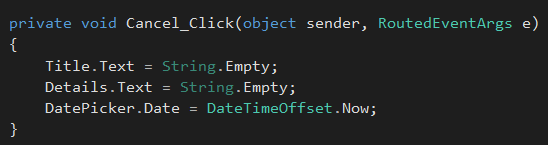 private void Cancel_Click(object sender, RoutedEventArgs e)
{
    Title.Text = String.Empty;
    Details.Text = String.Empty;
    DatePicker.Date = DateTimeOffset.Now;
}